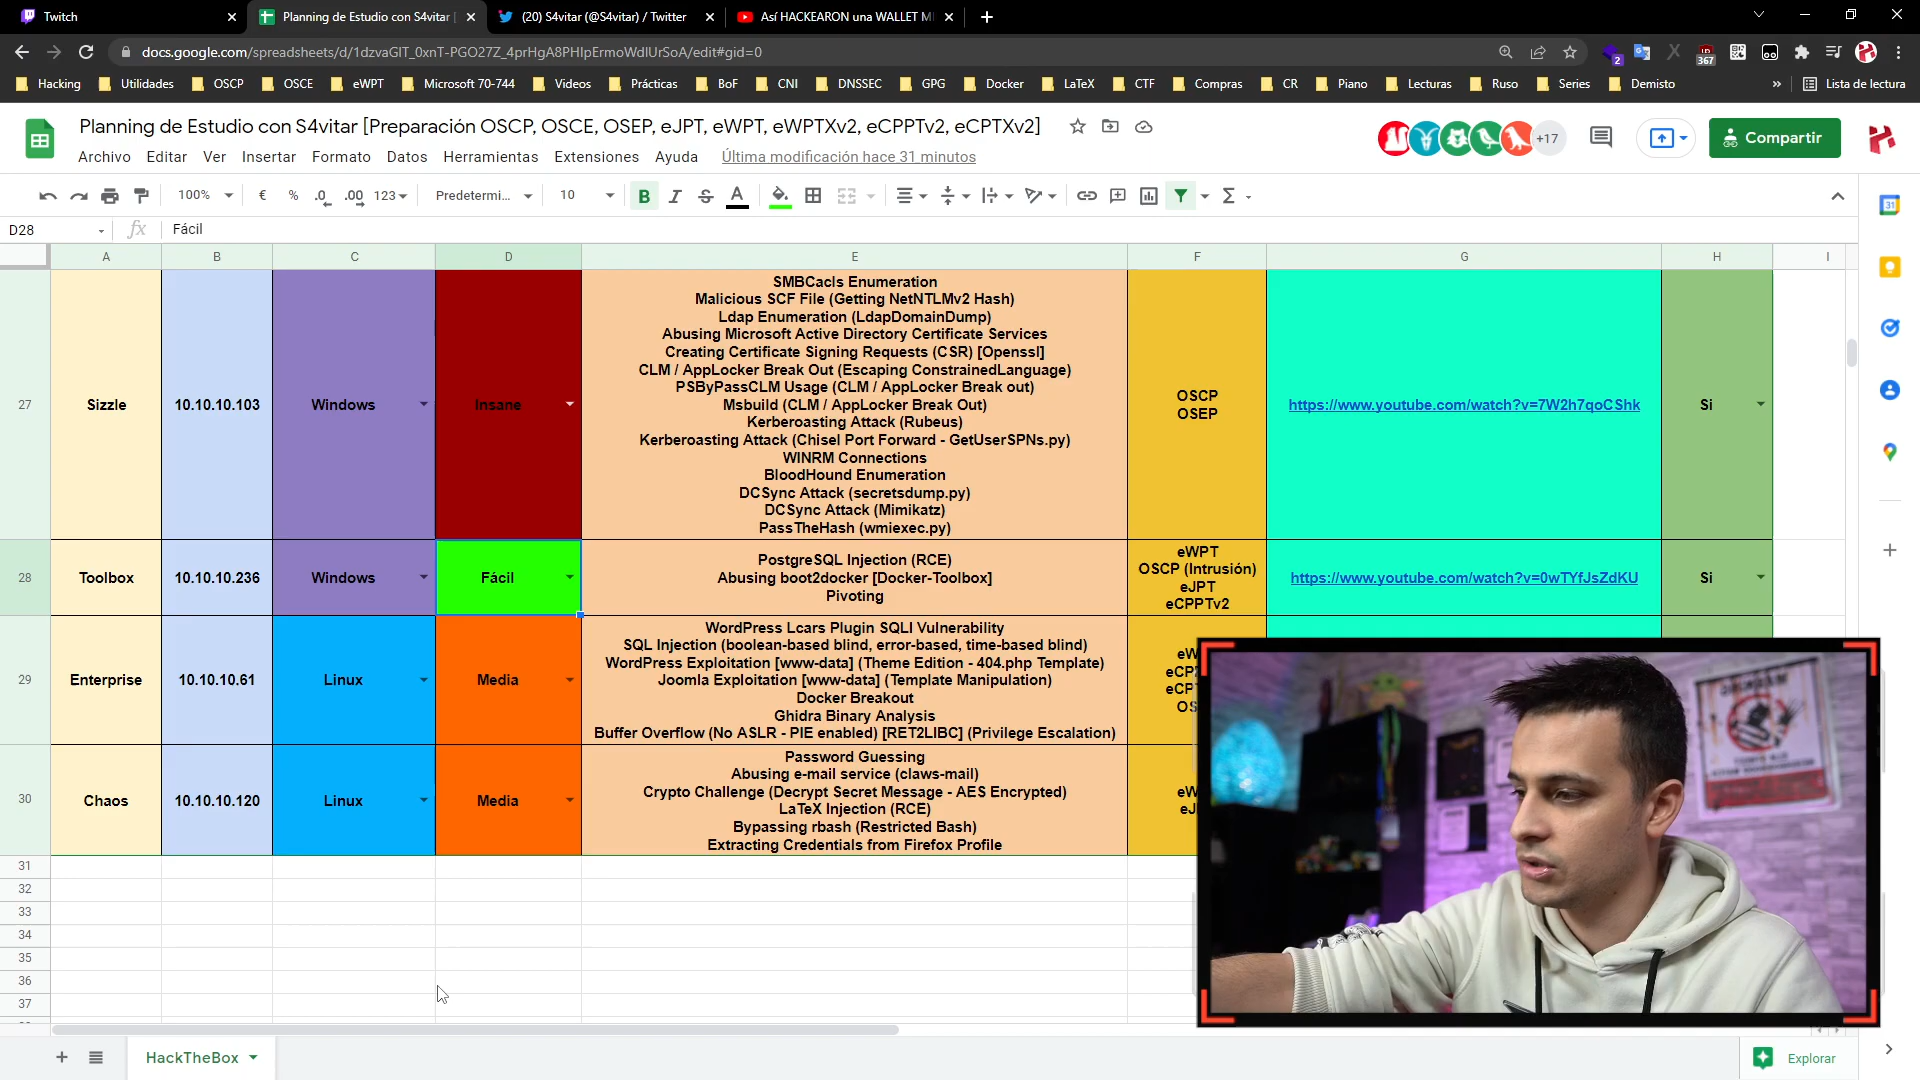 Twitch
Planning de Estudio con S4vitar [
(20) S4vitar (@S4vitar) / Twitter
Así HACKEARON una WALLET M
docs.google.com/spreadsheets/d/1dzvaGlT_0xnT-PGO27Z_4prHgA8PHIpErmoWdlUrSoA/edit#gid=0
2
367
Hacking
Utilidades
OSCP
OSCE
eWPT
Microsoft 70-744
Videos
Prácticas
BoF
CNI
DNSSEC
GPG
Docker
LaTeX
CTF
Compras
CR
Piano
Lecturas
Ruso
Series
Demisto
»
Lista de lectura
Planning de Estudio con S4vitar [Preparación OSCP, OSCE, OSEP, eJPT, eWPT, eWPTXv2, eCPPTv2, eCPTXv2]
+17
Compartir
Archivo
Editar
Ver
Insertar
Formato
Datos
Herramientas
Extensiones
Ayuda
Última modificación hace 31 minutos
100%
€
%
.0
.00
123
Predetermi...
10
B
I
S
A
Σ
31
D28
fx
Fácil
A
B
C
D
E
F
G
H
I
27
Sizzle
10.10.10.103
Windows
Insane
SMBCacls Enumeration
Malicious SCF File (Getting NetNTLMv2 Hash)
Ldap Enumeration (LdapDomainDump)
Abusing Microsoft Active Directory Certificate Services
Creating Certificate Signing Requests (CSR) [Openssl]
CLM / AppLocker Break Out (Escaping ConstrainedLanguage)
PSByPassCLM Usage (CLM / AppLocker Break out)
Msbuild (CLM / AppLocker Break Out)
Kerberoasting Attack (Rubeus)
Kerberoasting Attack (Chisel Port Forward - GetUserSPNs.py)
WINRM Connections
BloodHound Enumeration
DCSync Attack (secretsdump.py)
DCSync Attack (Mimikatz)
PassTheHash (wmiexec.py)
OSCP
OSEP
https://www.youtube.com/watch?v=7W2h7qoCShk
Si
28
Toolbox
10.10.10.236
Windows
Fácil
PostgreSQL Injection (RCE)
Abusing boot2docker [Docker-Toolbox]
Pivoting
eWPT
OSCP (Intrusión)
eJPT
eCPPTv2
https://www.youtube.com/watch?v=0wTYfJsZdKU
Si
29
Enterprise
10.10.10.61
Linux
Media
WordPress Lcars Plugin SQLI Vulnerability
SQL Injection (boolean-based blind, error-based, time-based blind)
WordPress Exploitation [www-data] (Theme Edition - 404.php Template)
Joomla Exploitation [www-data] (Template Manipulation)
Docker Breakout
Ghidra Binary Analysis
Buffer Overflow (No ASLR - PIE enabled) [RET2LIBC] (Privilege Escalation)
30
Chaos
10.10.10.120
Linux
Media
Password Guessing
Abusing e-mail service (claws-mail)
Crypto Challenge (Decrypt Secret Message - AES Encrypted)
LaTeX Injection (RCE)
Bypassing rbash (Restricted Bash)
Extracting Credentials from Firefox Profile
31
32
33
34
35
36
37
HackTheBox
Explorar